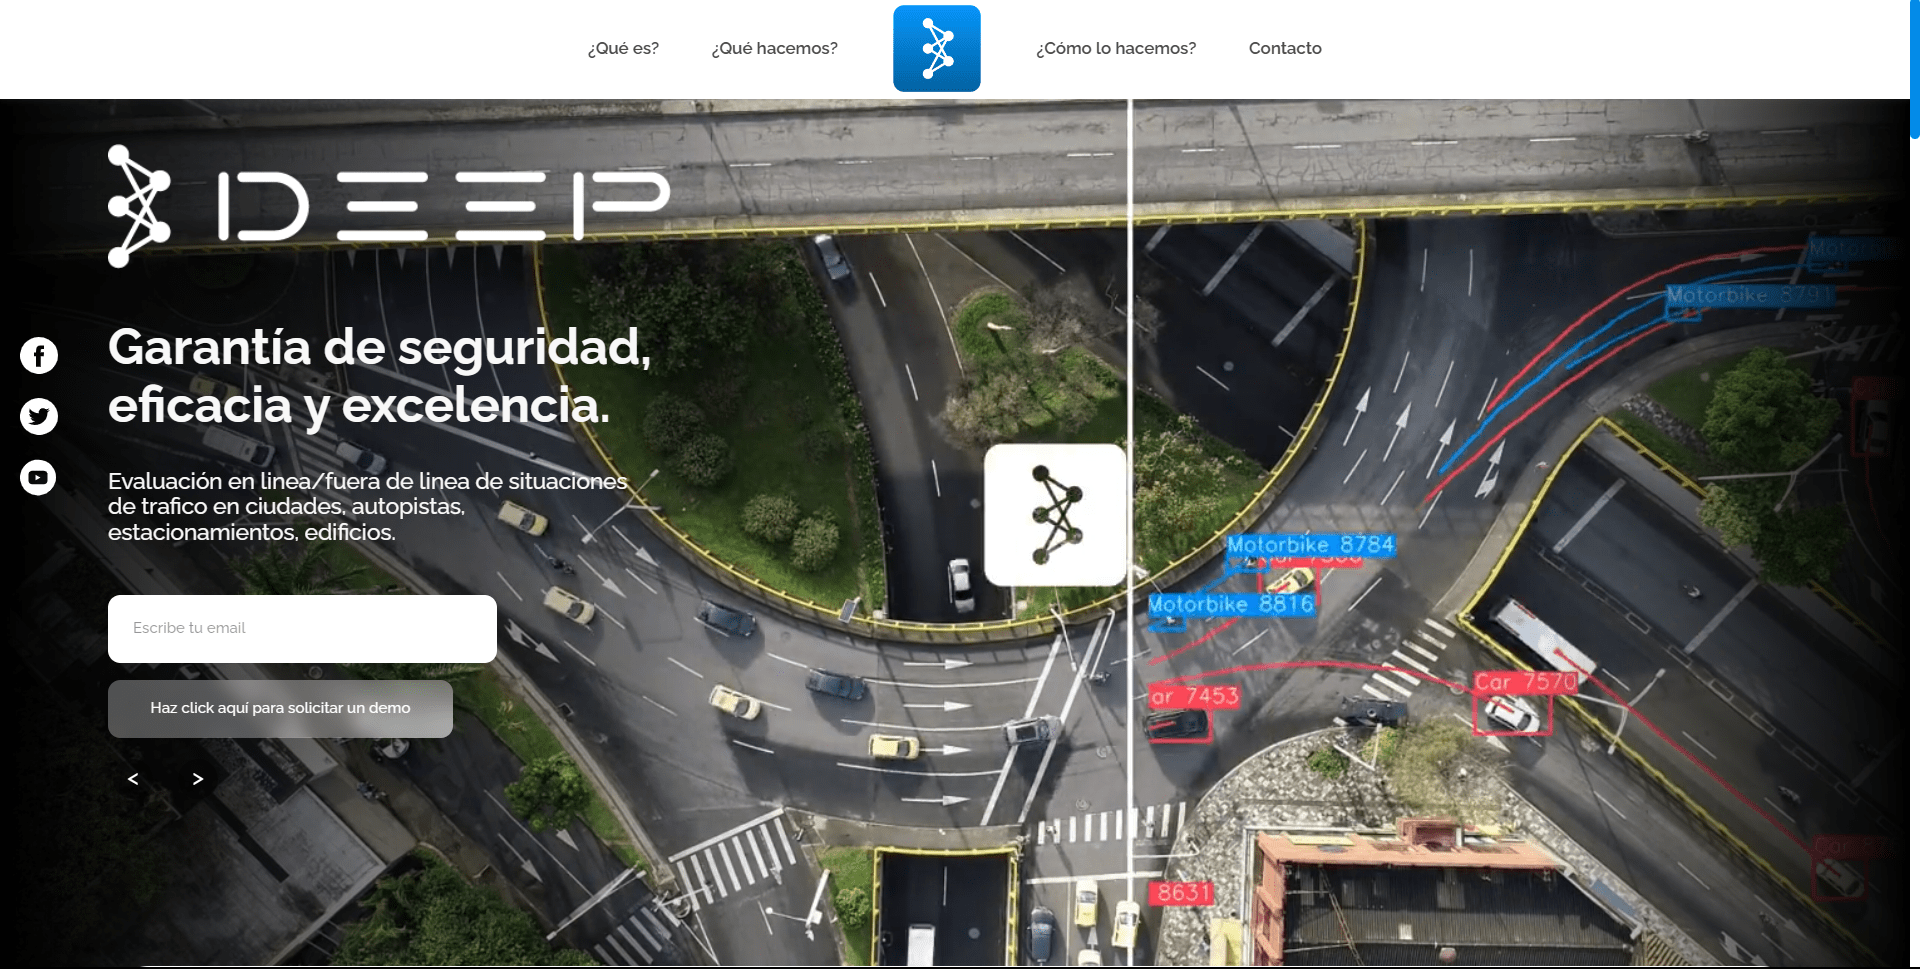 ¿Qué es?
¿Qué hacemos?
¿Cómo lo hacemos?
Contacto
DEEP
Garantía de seguridad,
eficacia y excelencia.
Evaluación en linea/fuera de linea de situaciones
de trafico en ciudades, autopistas,
estacionamientos, edificios.
Escribe tu email
Haz click aquí para solicitar un demo
< >
Motorbike 8791
Motorbike 8784
Motorbike 8816
Car 7570
ar 7453
8631